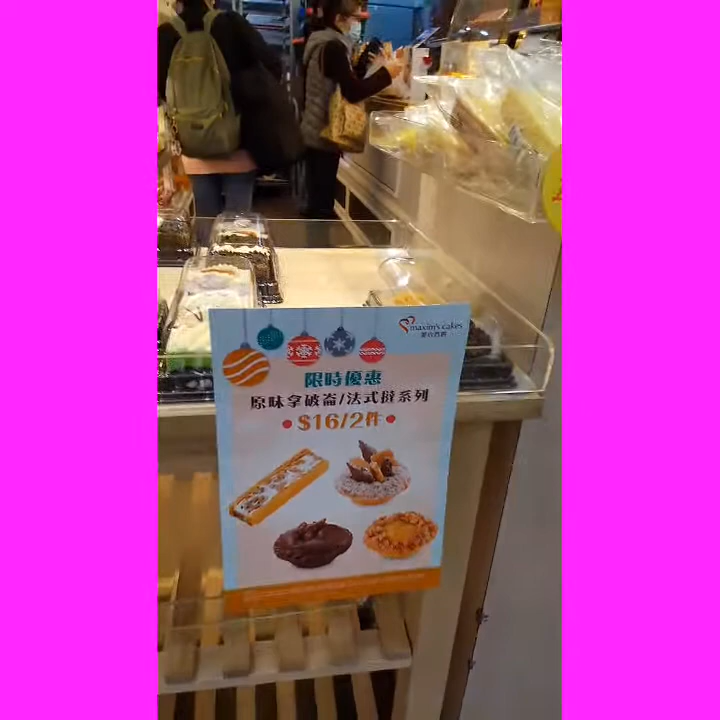 maxim's cakes
美心西餅
限時優惠
原味拿破崙/法式撻系列
$16/2件